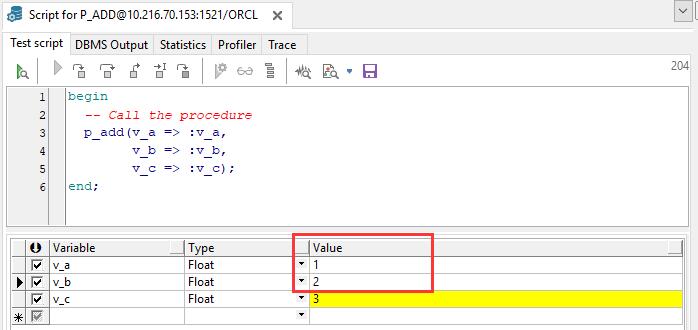 Script for P_ADD@10.216.70.153:1521/ORCL
Test script DBMS Output Statistics Profiler Trace
204
1 begin
2 -- Call the procedure
3 p_add(v_a => :v_a,
4 v_b => :v_b,
5 v_c => :v_c);
6 end;
Variable Type Value
v_a Float 1
v_b Float 2
v_c Float 3